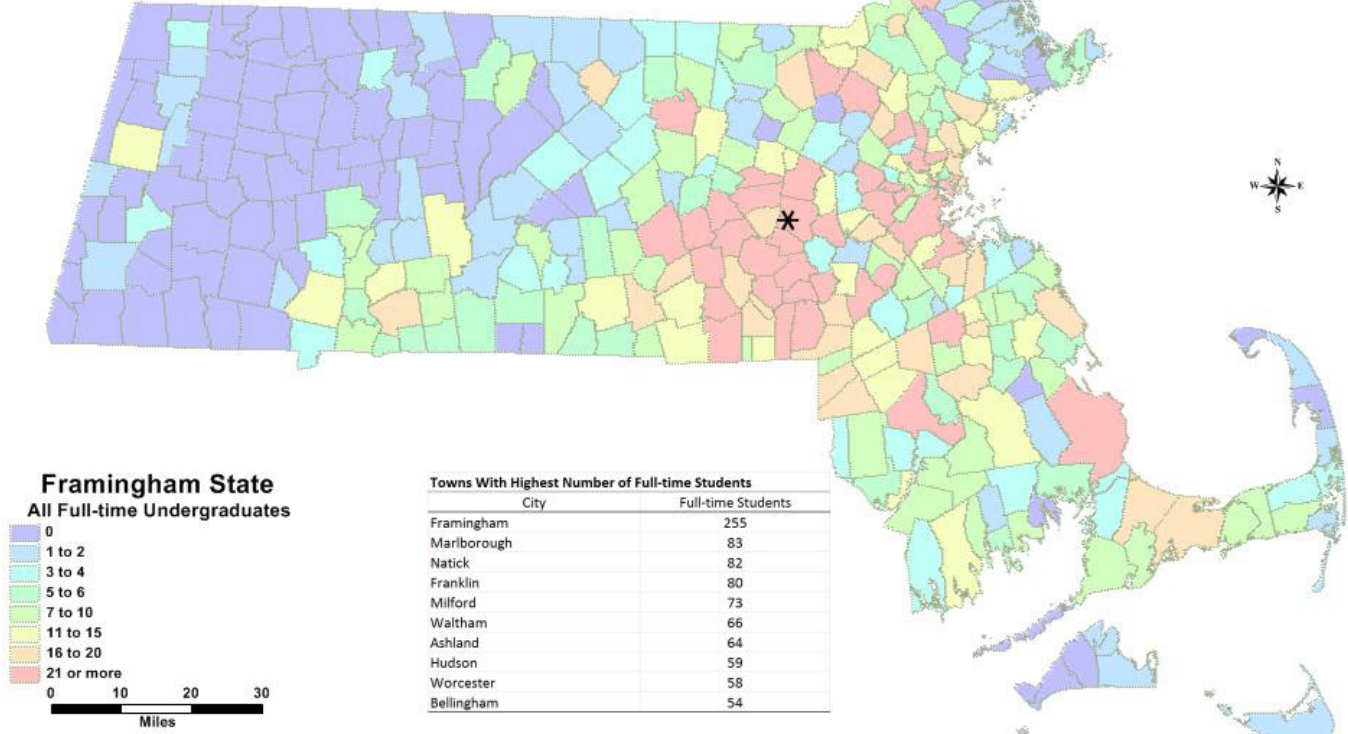 N
W E
S
Framingham State
All Full-time Undergraduates
0
1 to 2
3 to 4
5 to 6
7 to 10
11 to 15
16 to 20
21 or more
0 10 20 30
Miles
Towns With Highest Number of Full-time Students
City Full-time Students
Framingham 255
Marlborough 83
Natick 82
Franklin 80
Milford 73
Waltham 66
Ashland 64
Hudson 59
Worcester 58
Bellingham 54